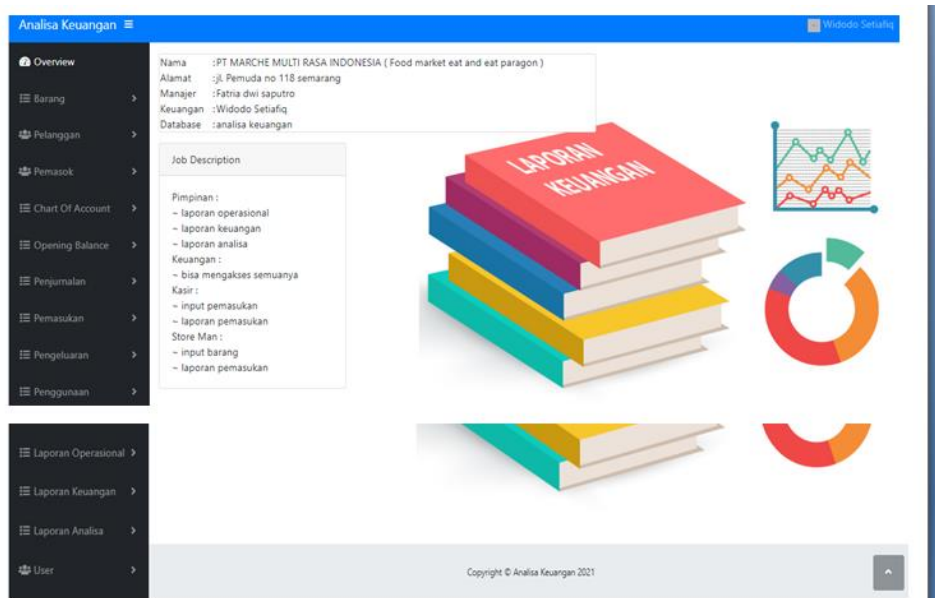 Analisa Keuangan
Widodo Setiafiq
Overview
Barang
Pelanggan
Pemasok
Chart Of Account
Opening Balance
Penjurnalan
Pemasukan
Pengeluaran
Penggunaan
Laporan Operasional
Laporan Keuangan
Laporan Analisa
User
Nama :PT MARCHE MULTI RASA INDONESIA ( Food market eat and eat paragon )
Alamat :jl. Pemuda no 118 semarang
Manajer :Fatria dwi saputro
Keuangan :Widodo Setiafiq
Database :analisa keuangan
Job Description
Pimpinan :
~ laporan operasional
~ laporan keuangan
~ laporan analisa
Keuangan :
~ bisa mengakses semuanya
Kasir :
~ input pemasukan
~ laporan pemasukan
Store Man :
~ input barang
~ laporan pemasukan
LAPORAN
KEUANGAN
Copyright © Analisa Keuangan 2021